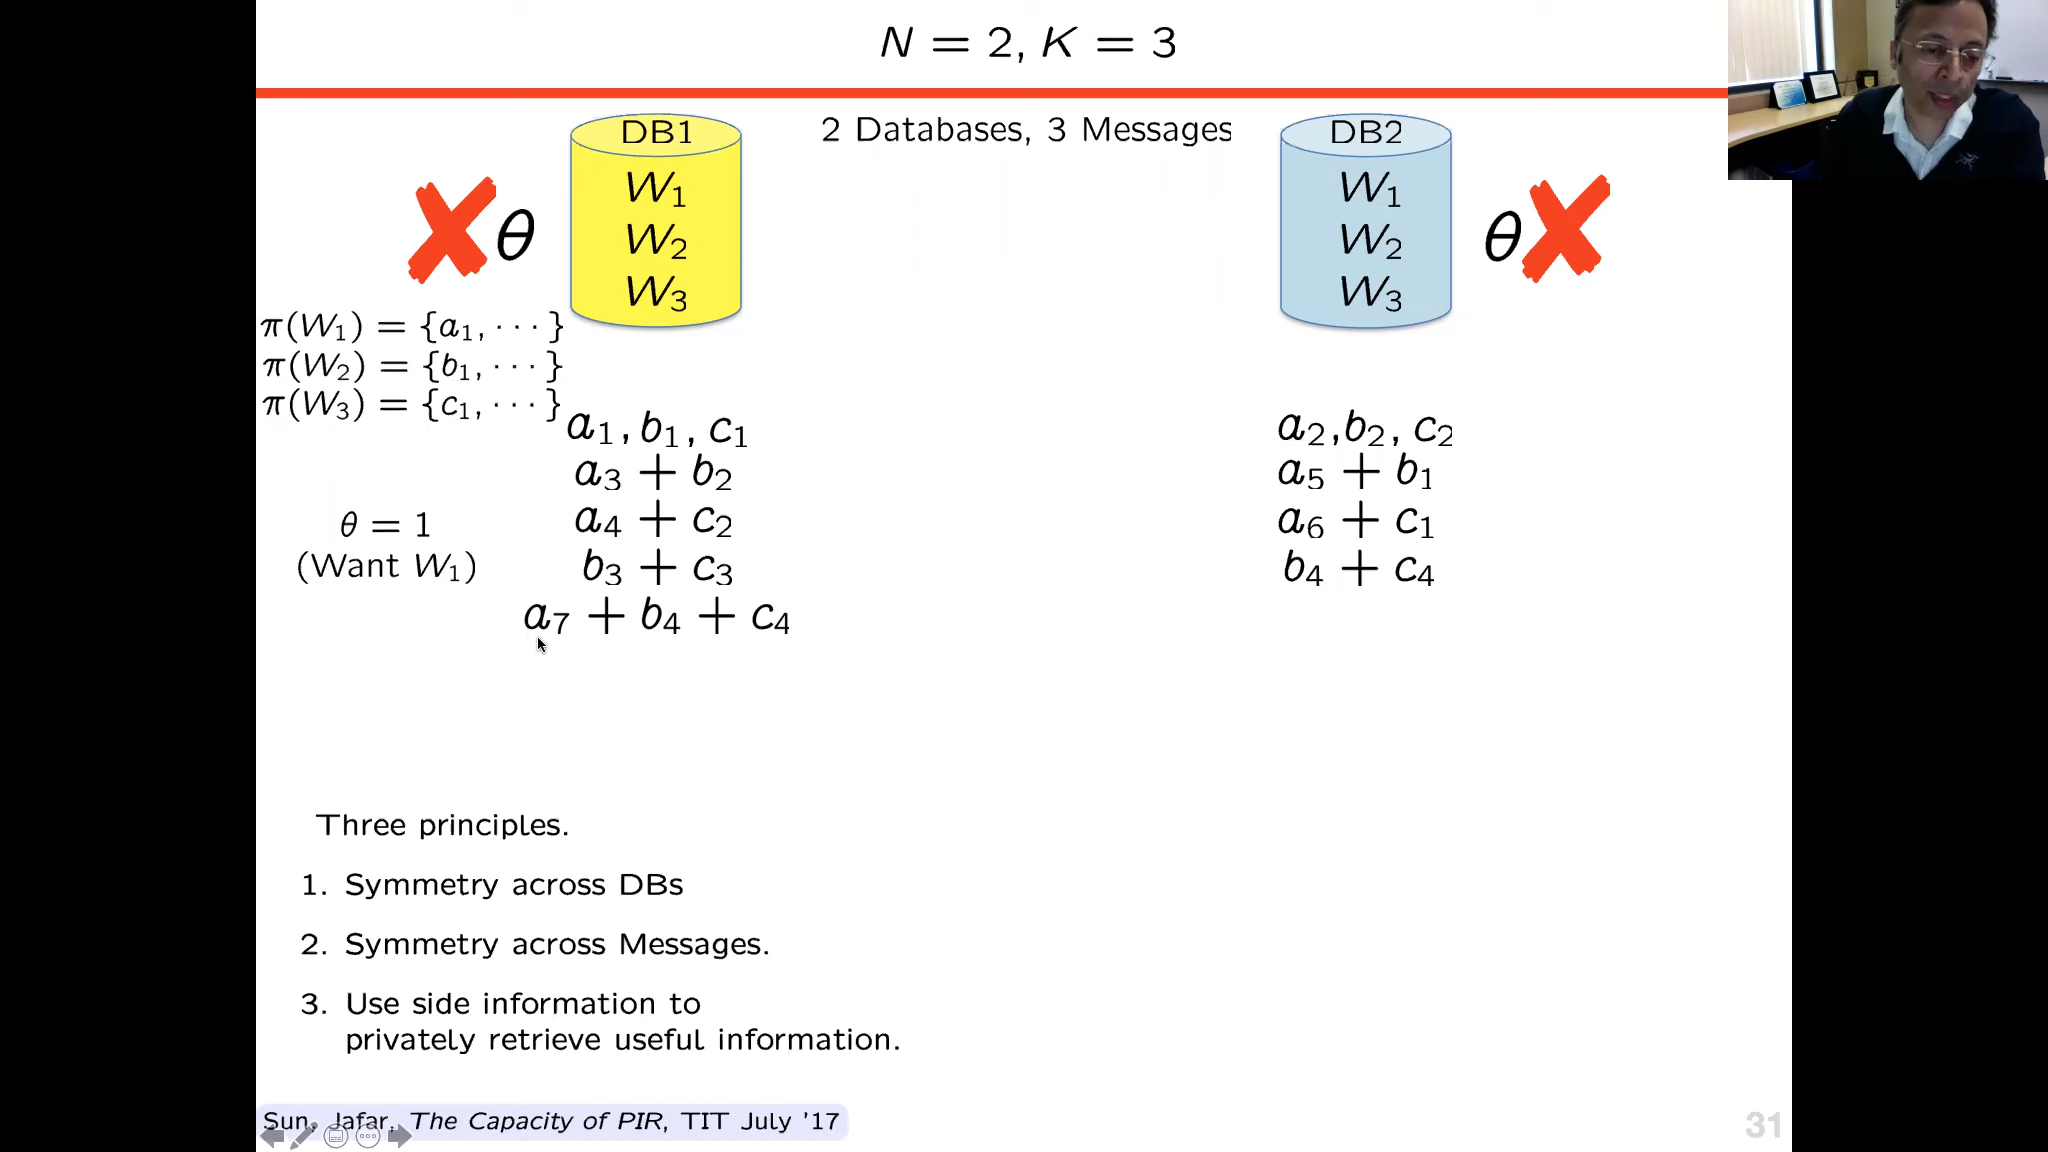 N = 2, K = 3
2 Databases, 3 Messages
DB1
W₁
W₂
W₃
θ
DB2
W₁
W₂
W₃
θ
π(W₁) = {a₁, ⋯ }
π(W₂) = {b₁, ⋯ }
π(W₃) = {c₁, ⋯ }
θ = 1
(Want W₁)
a₁, b₁, c₁
a₃ + b₂
a₄ + c₂
b₃ + c₃
a₇ + b₄ + c₄
a₂,b₂, c₂
a₅ + b₁
a₆ + c₁
b₄ + c₄
Three principles.
1. Symmetry across DBs
2. Symmetry across Messages.
3. Use side information to
privately retrieve useful information.
Sun, Jafar, The Capacity of PIR, TIT July '17
31